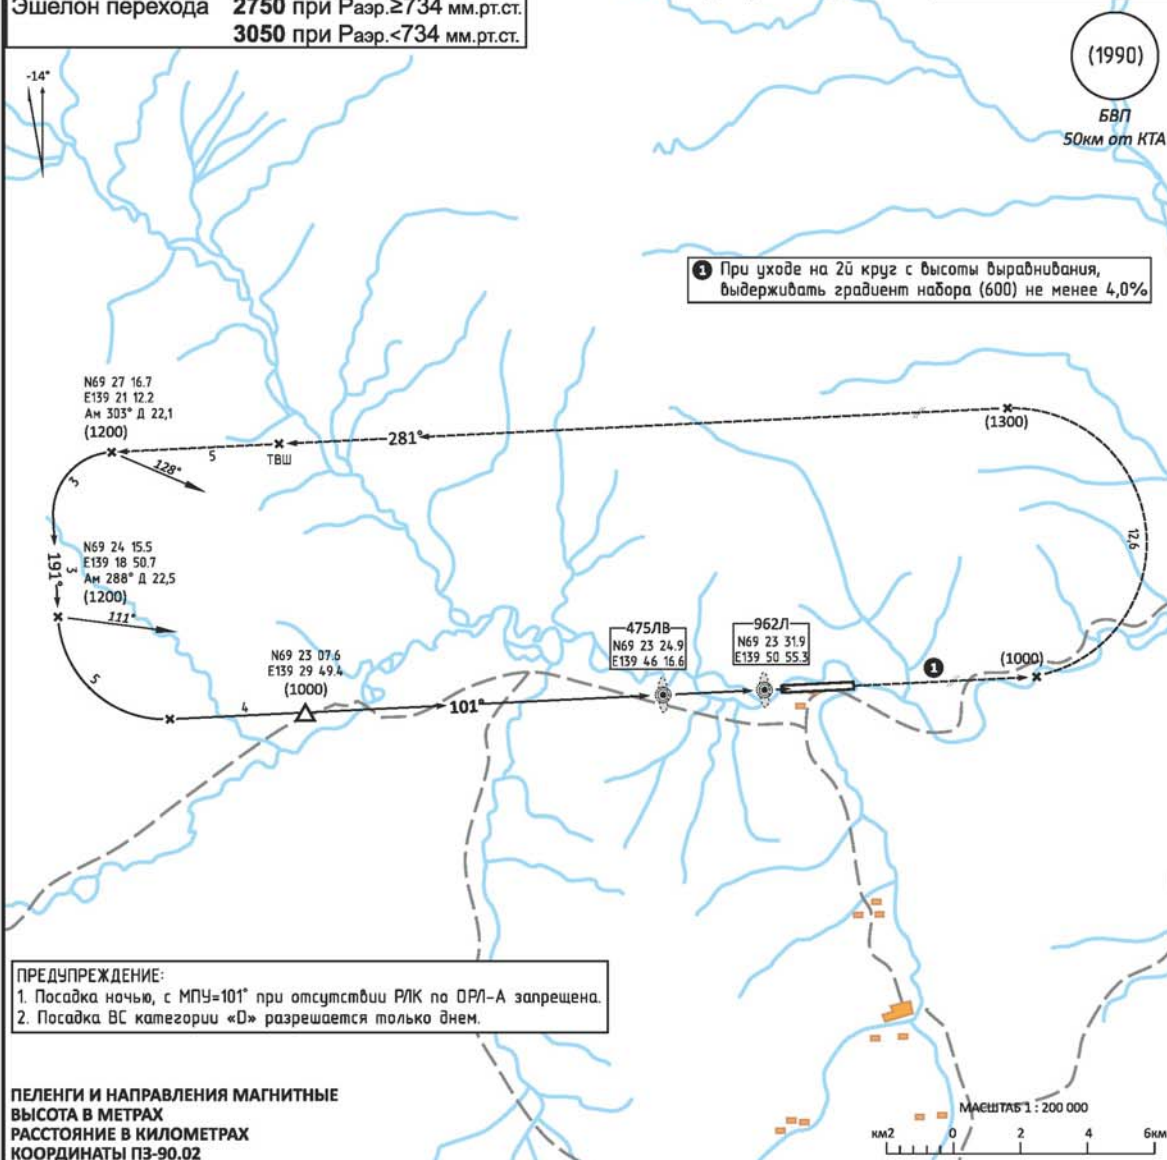 Эшелон перехода 2750 при Pаэр.≥734 мм.рт.ст.
3050 при Pаэр.<734 мм.рт.ст.
(1990)
БВП
50км от КТА
-14°
1 При уходе на 2й круг с высоты выравнивания,
выдерживать градиент набора (600) не менее 4,0%
N69 27 16.7
E139 21 12.2
Ам 303° Д 22,1
(1200)
128°
5
ТВШ
281°
(1300)
3
12,6
N69 24 15.5
E139 18 50.7
Ам 288° Д 22,5
(1200)
191°
3
111°
5
N69 23 07.6
E139 29 49.4
(1000)
4
101°
475ЛВ
N69 23 24.9
E139 46 16.6
962Л
N69 23 31.9
E139 50 55.3
1
(1000)
ПРЕДУПРЕЖДЕНИЕ:
1. Посадка ночью, с МПУ=101° при отсутствии РЛК по ОРЛ-А запрещена.
2. Посадка ВС категории «D» разрешается только днем.
ПЕЛЕНГИ И НАПРАВЛЕНИЯ МАГНИТНЫЕ
ВЫСОТА В МЕТРАХ
РАССТОЯНИЕ В КИЛОМЕТРАХ
КООРДИНАТЫ ПЗ-90.02
МАСШТАБ 1 : 200 000
км2 0 2 4 6км